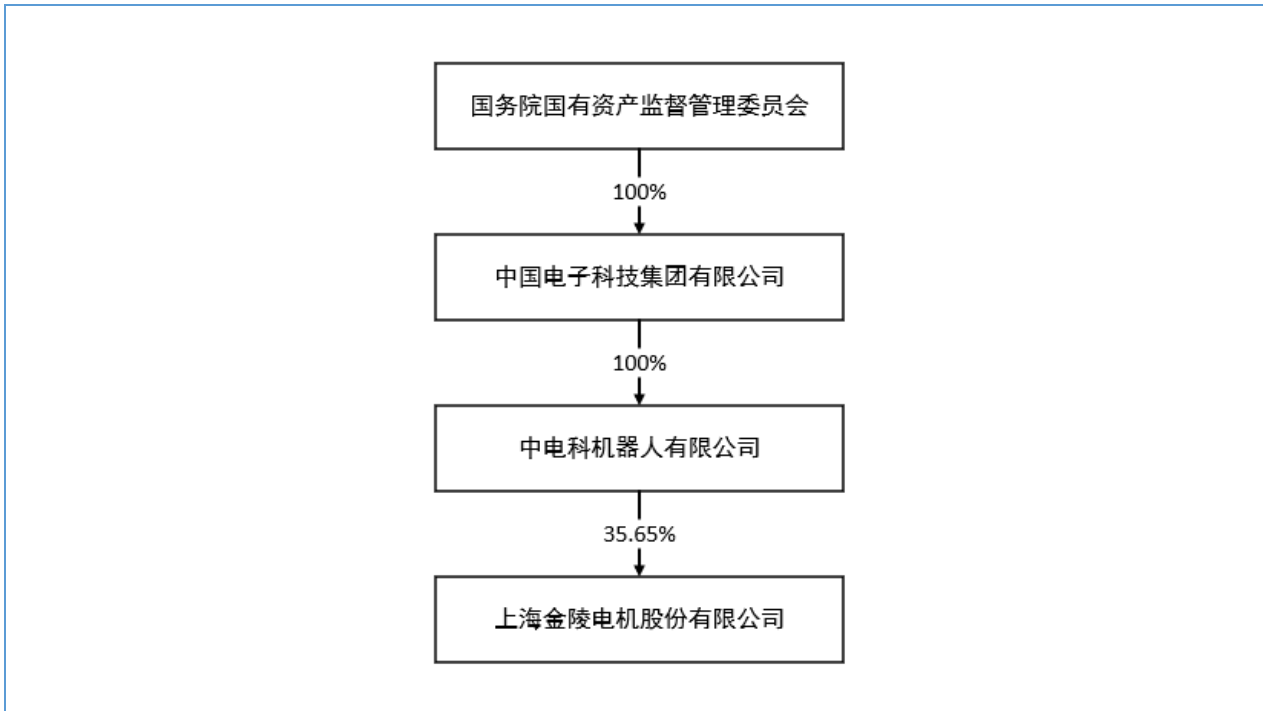 国务院国有资产监督管理委员会
100%
中国电子科技集团有限公司
100%
中电科机器人有限公司
35.65%
上海金陵电机股份有限公司